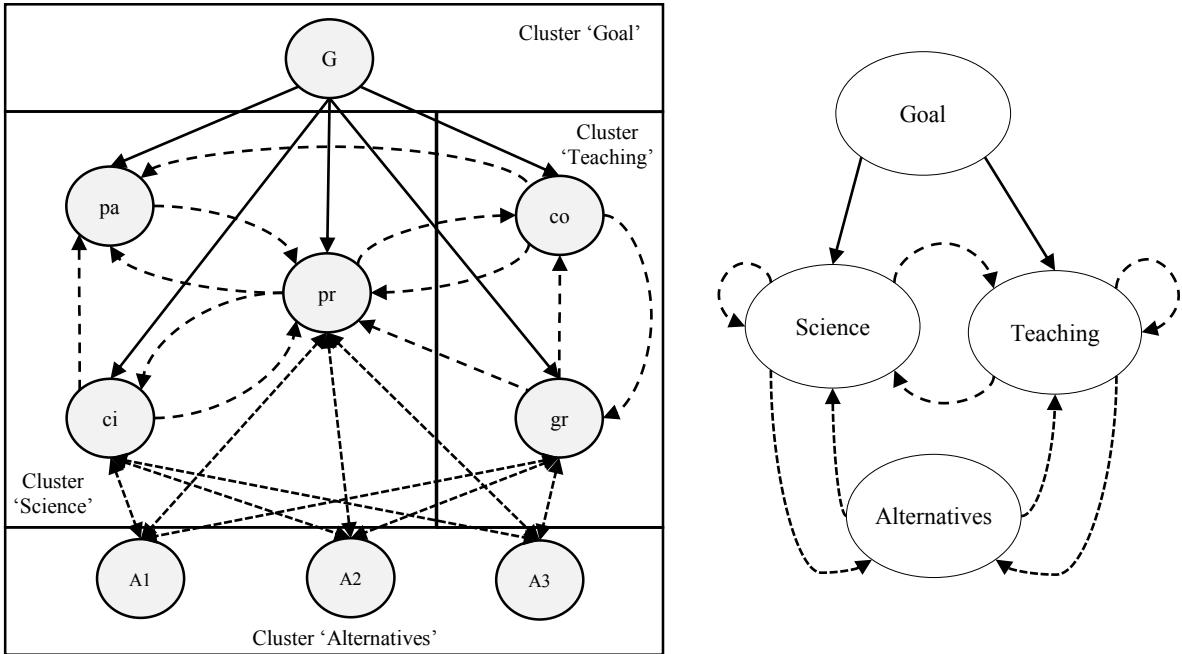 G
Cluster ‘Goal’
Cluster
‘Teaching’
pa
co
pr
ci
gr
Cluster
‘Science’
A1
A2
A3
Cluster ‘Alternatives’
Goal
Science
Teaching
Alternatives